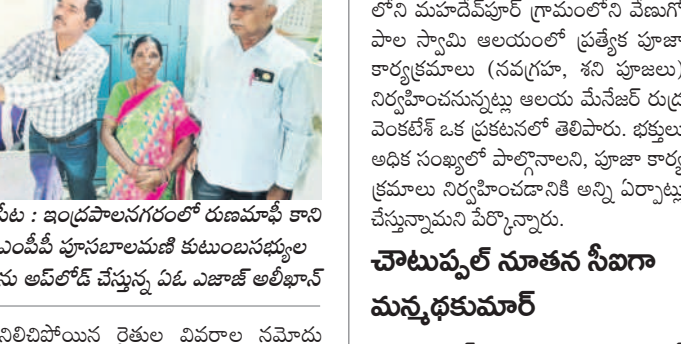 పేట : ఇంద్రపాలనగరంలో రుణమాఫీ కాని
ఎంపీపీ పూసబాలమణి కుటుంబసభ్యుల
ను అప్‌లోడ్ చేస్తున్న ఏఓ ఎజాజ్ అలీఖాన్
నిలిచిపోయిన రైతుల వివరాల నమోదు
లోని మహదేవ్‌పూర్ గ్రామంలోని వేణుగో
పాల స్వామి ఆలయంలో ప్రత్యేక పూజా
కార్యక్రమాలు (నవగ్రహ, శని పూజలు)
నిర్వహించనున్నట్లు ఆలయ మేనేజర్ రుద్ర
వెంకటేశ్ ఒక ప్రకటనలో తెలిపారు. భక్తులు
అధిక సంఖ్యలో పాల్గొనాలని, పూజా కార్య
క్రమాలు నిర్వహించడానికి అన్ని ఏర్పాట్లు
చేస్తున్నామని పేర్కొన్నారు.
చౌటుప్పల్ నూతన సీఐగా
మన్మథకుమార్